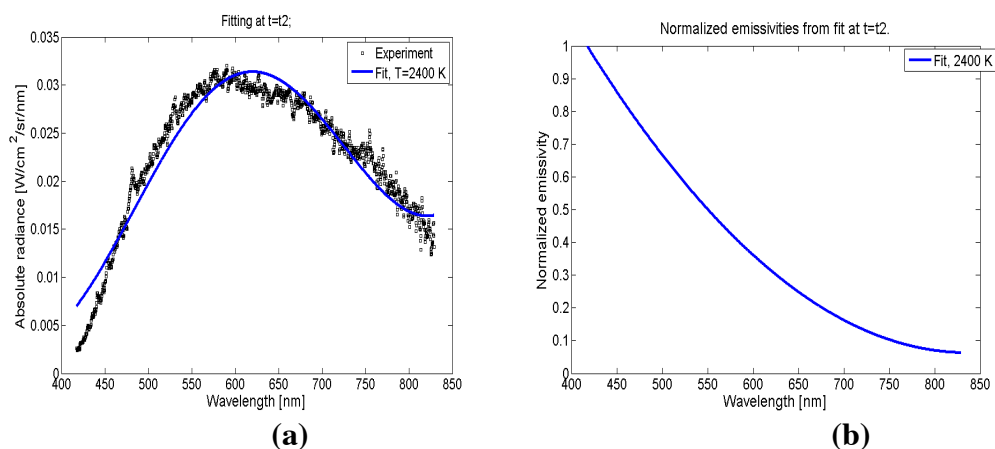 Fitting at t=t2;
Absolute radiance [W/cm^2/sr/nm]
0.035
0.03
0.025
0.02
0.015
0.01
0.005
0
Experiment
Fit, T=2400 K
400 450 500 550 600 650 700 750 800 850
Wavelength [nm]
(a)
Normalized emissivities from fit at t=t2.
Normalized emissivity
1
0.9
0.8
0.7
0.6
0.5
0.4
0.3
0.2
0.1
0
Fit, 2400 K
400 450 500 550 600 650 700 750 800 850
Wavelength [nm]
(b)